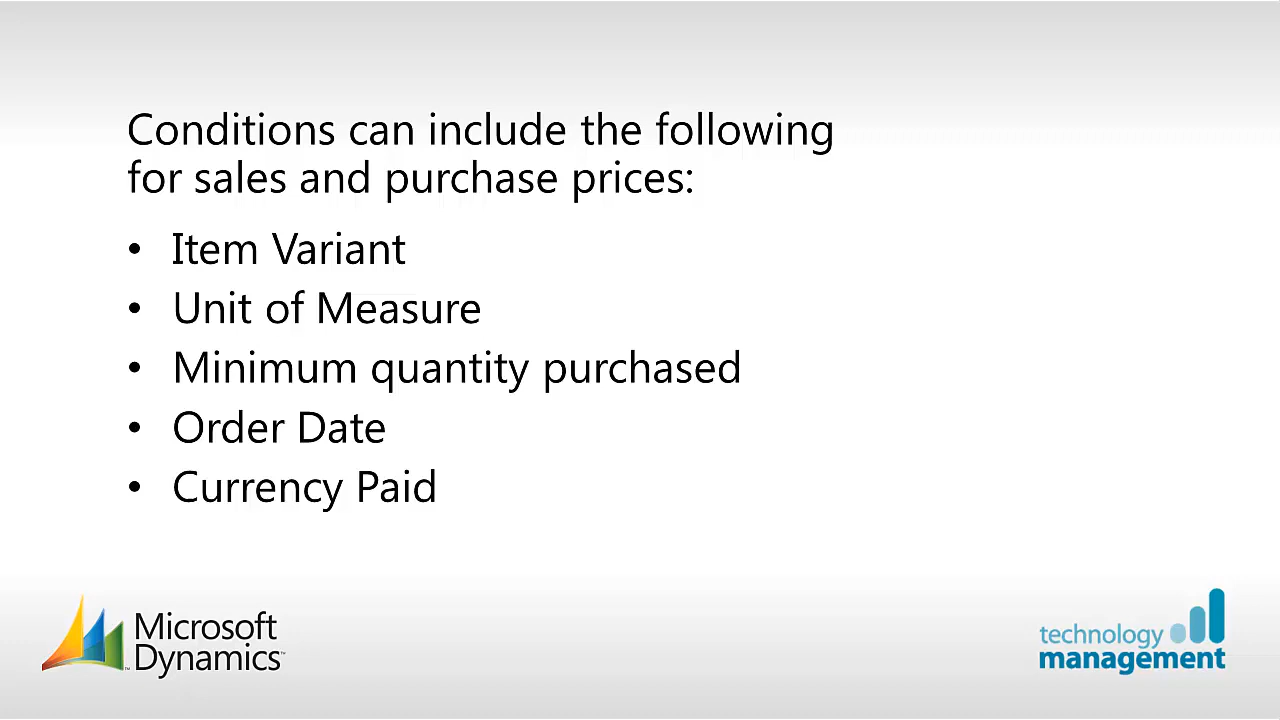 Conditions can include the following
for sales and purchase prices:
• Item Variant
• Unit of Measure
• Minimum quantity purchased
• Order Date
• Currency Paid
Microsoft
Dynamics™
technology
management